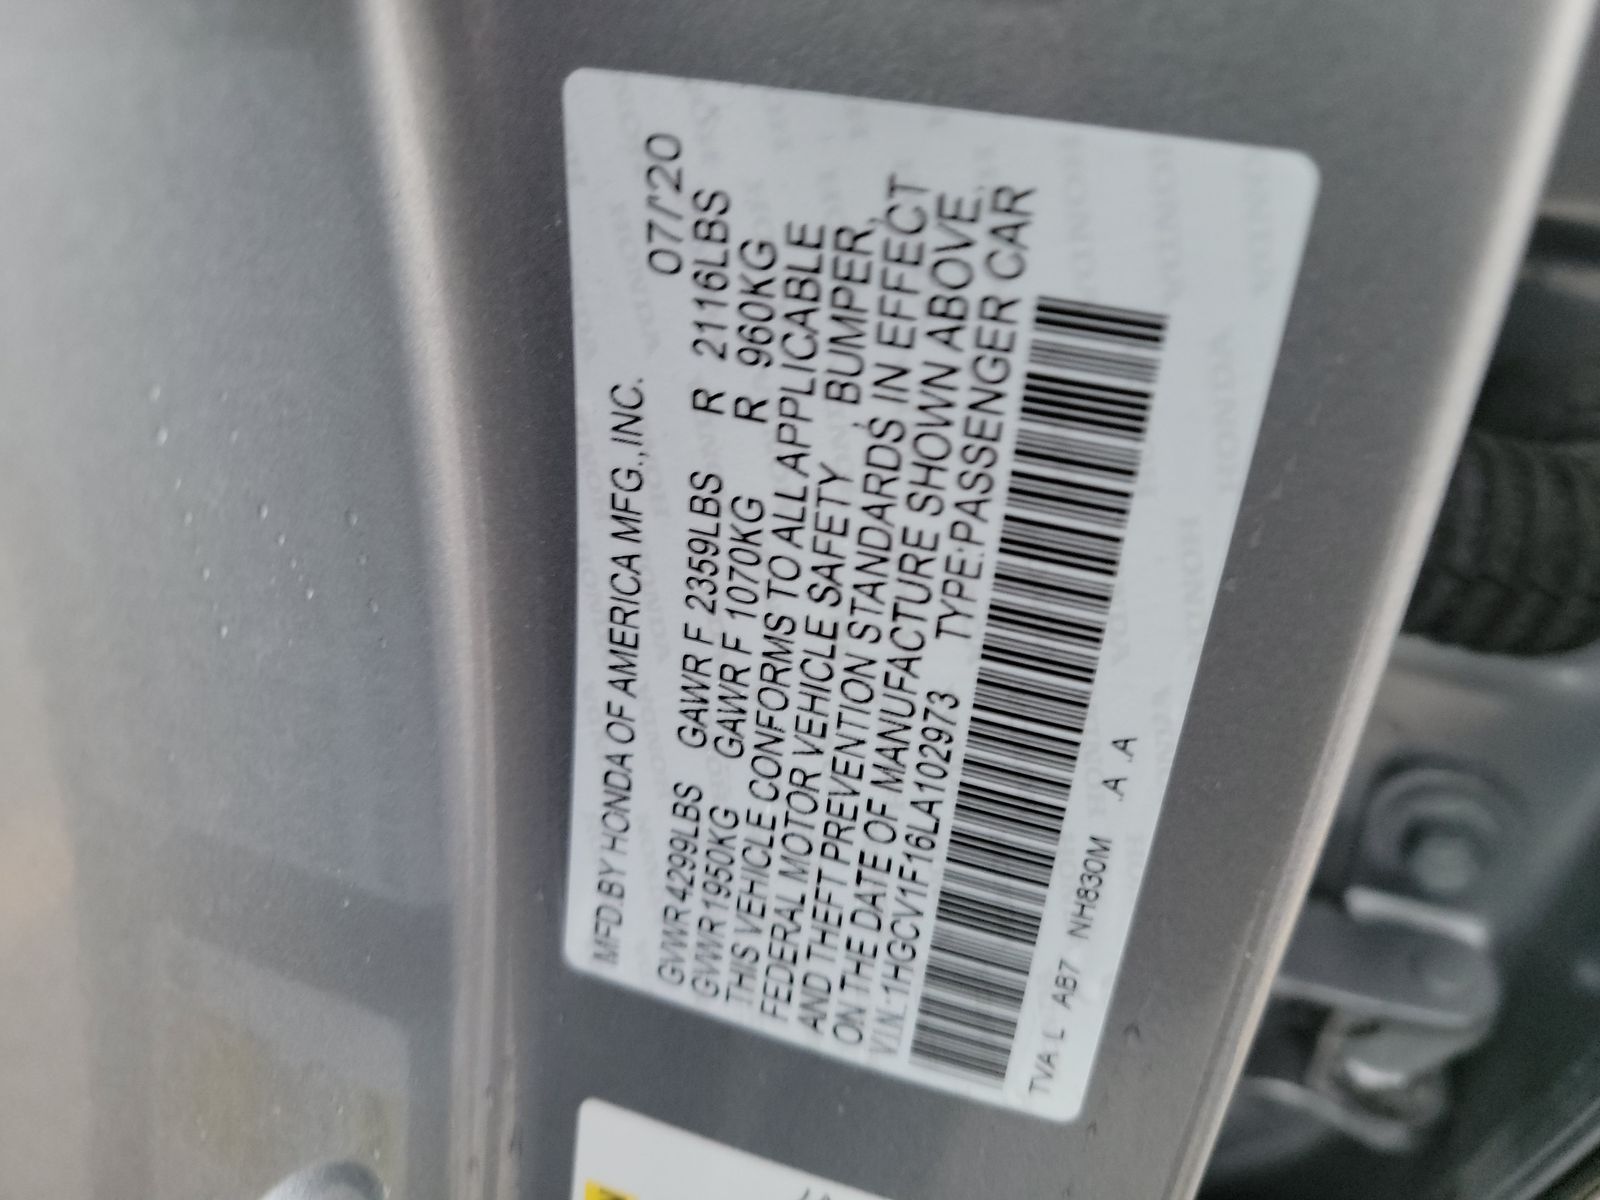 MFD.BY HONDA OF AMERICA MFG.,INC. 07/'20
GVWR 4299LBS GAWR F 2359LBS R 2116LBS
GVWR 1950KG GAWR F 1070KG R 960KG
THIS VEHICLE CONFORMS TO ALL APPLICABLE
FEDERAL MOTOR VEHICLE SAFETY, BUMPER,
AND THEFT PREVENTION STANDARDS IN EFFECT
ON THE DATE OF MANUFACTURE SHOWN ABOVE.
V.I.N.:1HGCV1F16LA102973 TYPE:PASSENGER CAR
TVA L AB7 NH830M .A .A